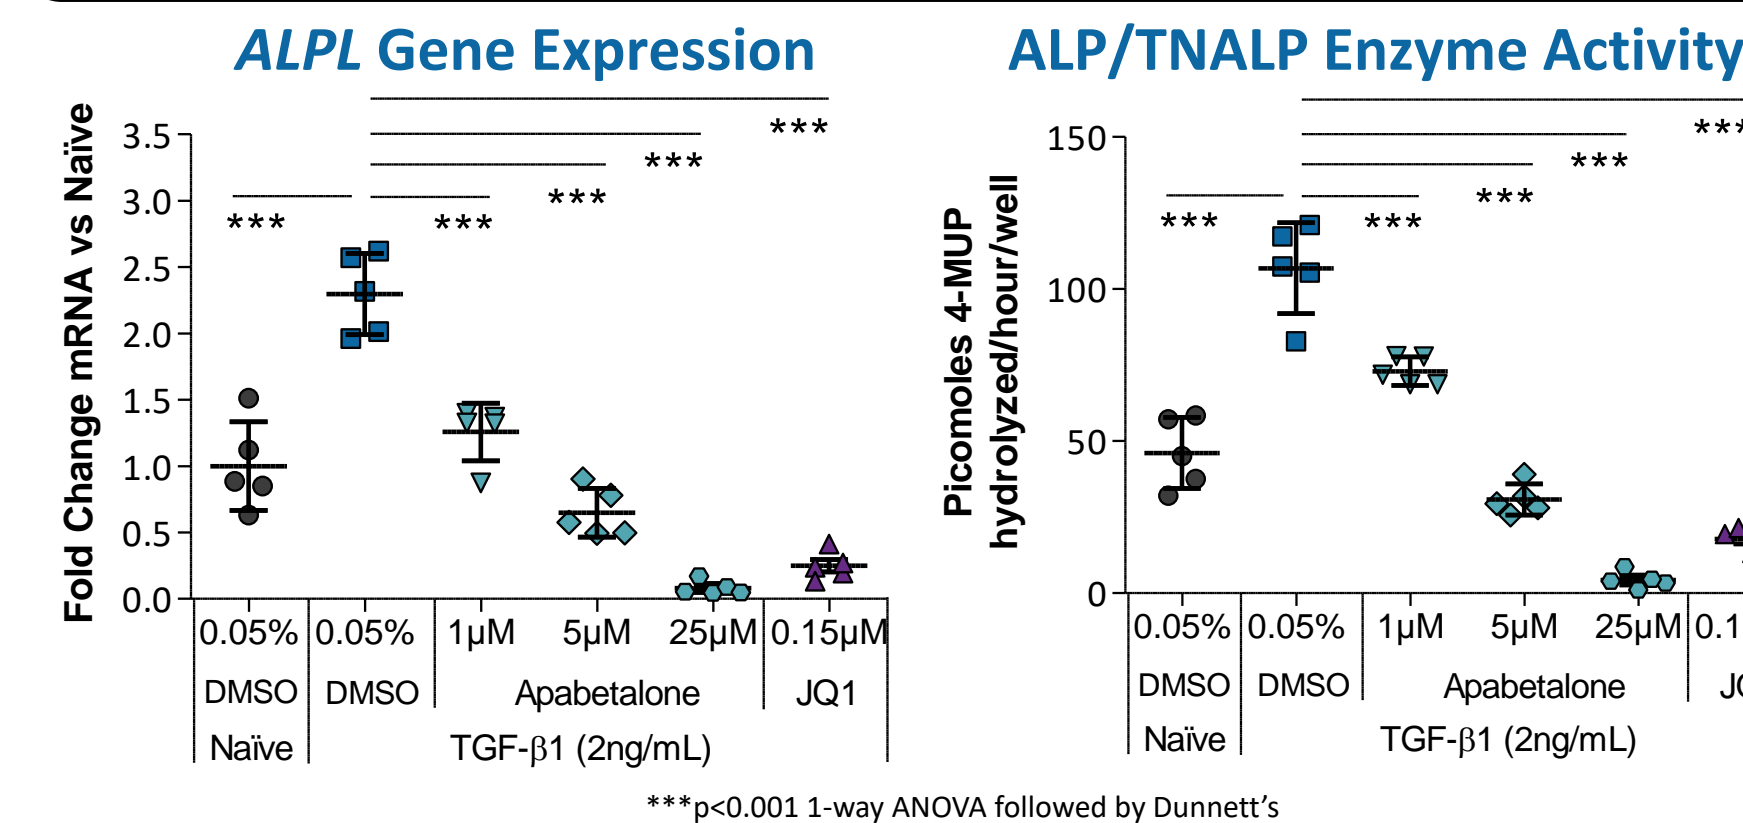 ALPL Gene Expression
Fold Change mRNA vs Naïve
3.5
3.0
2.5
2.0
1.5
1.0
0.5
0.0
***
***
***
***
***
0.05% 0.05% 1µM 5µM 25µM 0.15µM
DMSO DMSO Apabetalone JQ1
Naïve TGF-β1 (2ng/mL)
ALP/TNALP Enzyme Activity
Picomoles 4-MUP
hydrolyzed/hour/well
150
100
50
0
***
***
***
***
***
0.05% 0.05% 1µM 5µM 25µM 0.1
DMSO DMSO Apabetalone
Naïve TGF-β1 (2ng/mL)
***p<0.001 1-way ANOVA followed by Dunnett’s